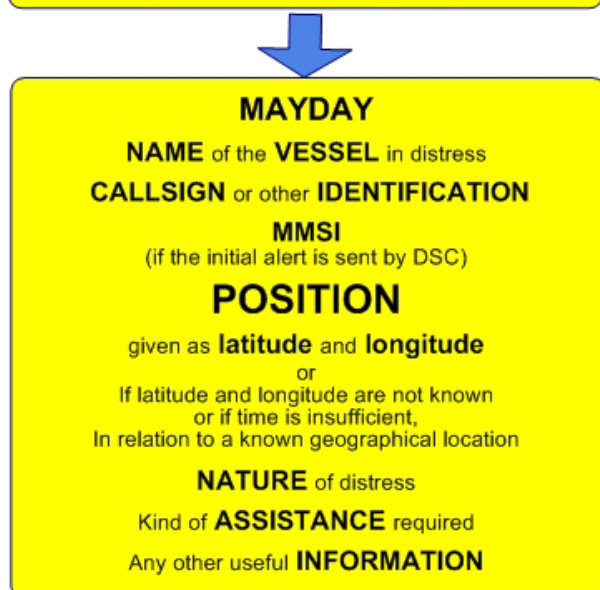 MAYDAY
NAME of the VESSEL in distress
CALLSIGN or other IDENTIFICATION
MMSI
(if the initial alert is sent by DSC)
POSITION
given as latitude and longitude
or
If latitude and longitude are not known
or if time is insufficient,
In relation to a known geographical location
NATURE of distress
Kind of ASSISTANCE required
Any other useful INFORMATION